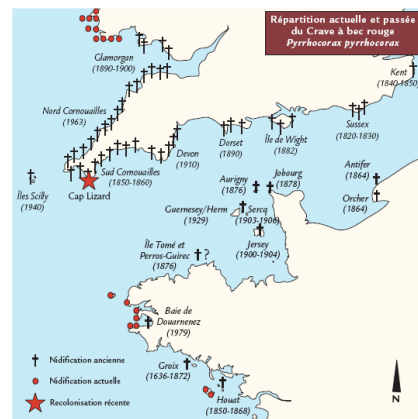 Répartition actuelle et passée
du Crave à bec rouge
Pyrrhocorax pyrrhocorax
Glamorgan
(1890-1900)
Kent
(1840-1850)
Nord Cornouailles
(1963)
Sussex
(1820-1830)
Île de Wight
(1882)
Dorset
(1890)
Devon
(1910)
Sud Cornouailles
(1850-1860)
Cap Lizard
Îles Scilly
(1940)
Aurigny
(1876)
Jobourg
(1878)
Antifer
(1864)
Orcher
(1864)
Guernesey/Herm
(1929)
Sercq
(1903-1906)
Jersey
(1900-1904)
Île Tomé et
Perros-Guirec
(1876)
?
Baie de
Douarnenez
(1979)
Groix
(1636-1872)
Houat
(1850-1868)
Nidification ancienne
Nidification actuelle
Recolonisation récente
N